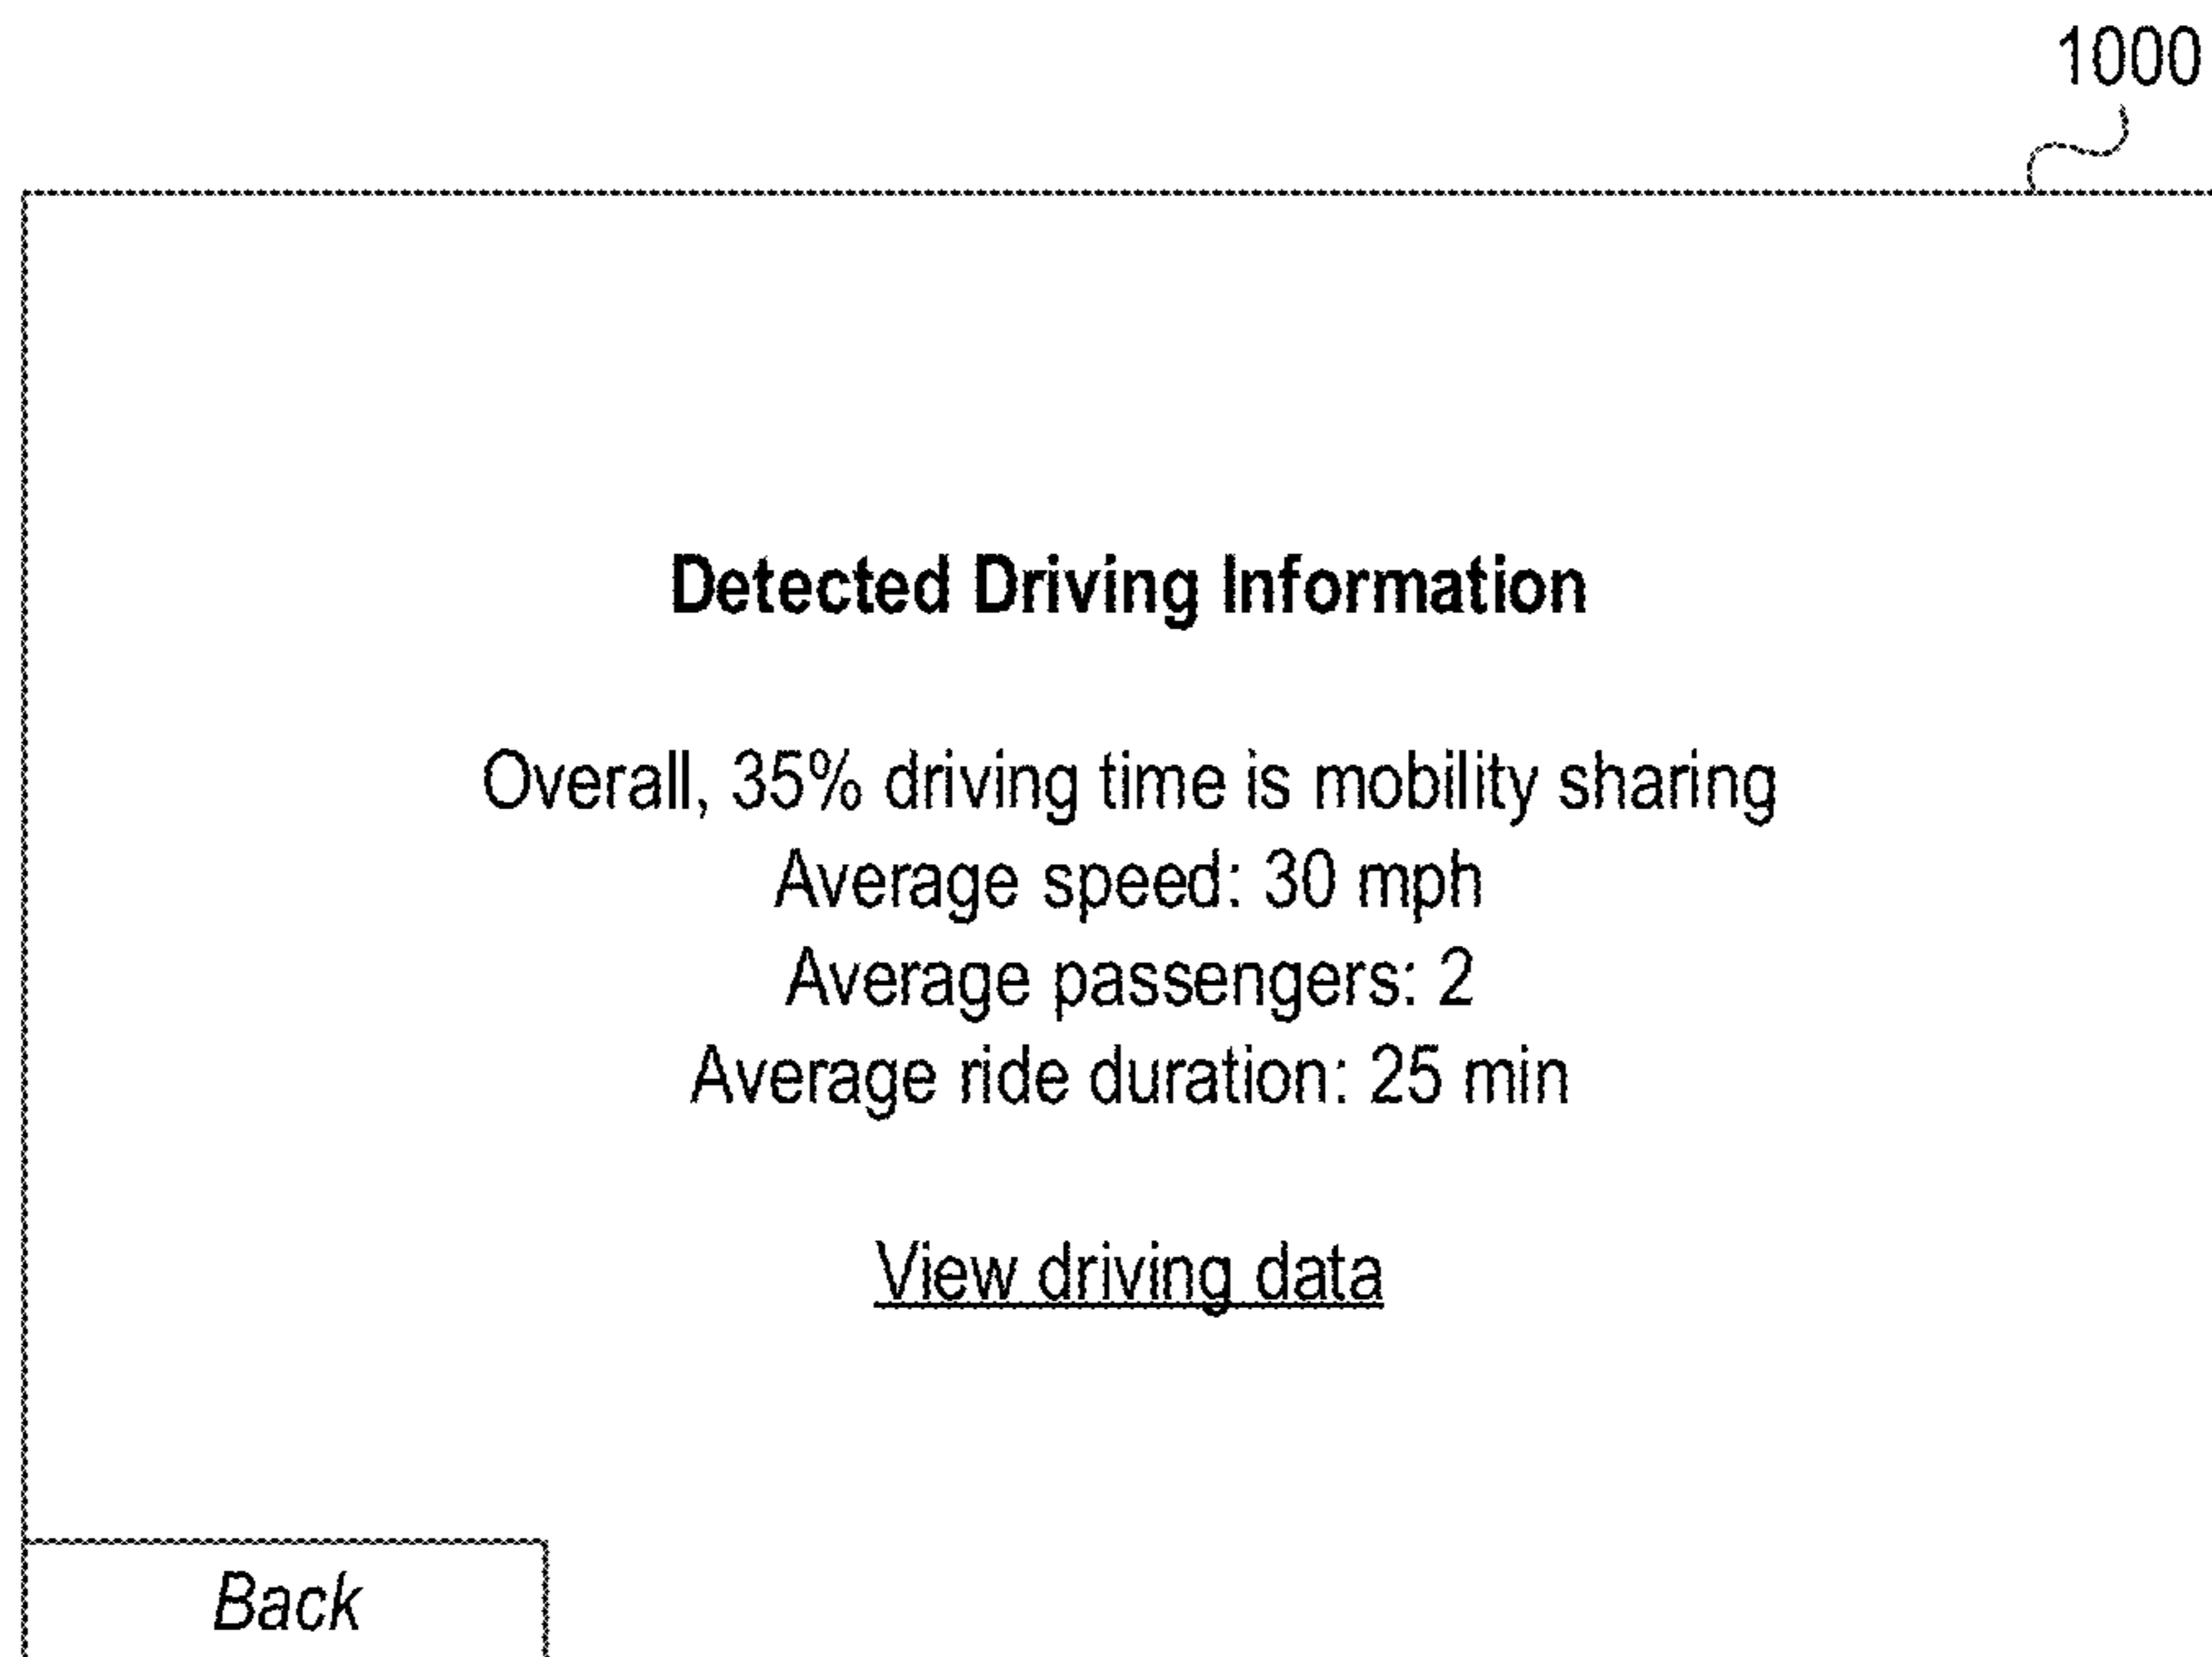 1000
Detected Driving Information
Overall, 35% driving time is mobility sharing
Average speed: 30 mph
Average passengers: 2
Average ride duration: 25 min
View driving data
Back